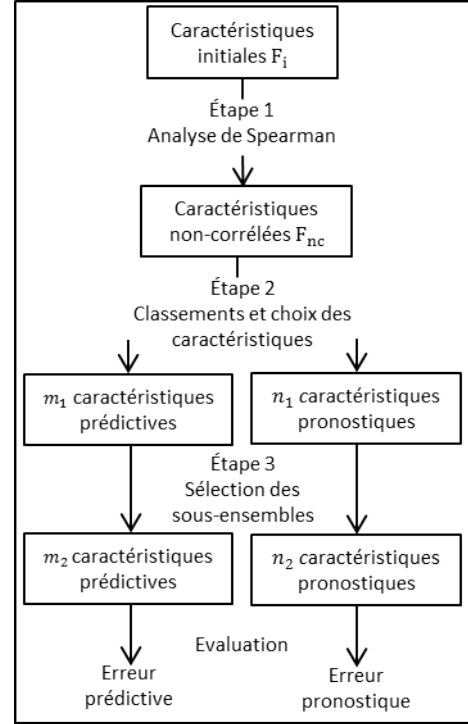 Caractéristiques
initiales F_i
Étape 1
Analyse de Spearman
Caractéristiques
non-corrélées F_nc
Étape 2
Classements et choix des
caractéristiques
m_1 caractéristiques
prédictives
n_1 caractéristiques
pronostiques
Étape 3
Sélection des
sous-ensembles
m_2 caractéristiques
prédictives
n_2 caractéristiques
pronostiques
Evaluation
Erreur
prédictive
Erreur
pronostique